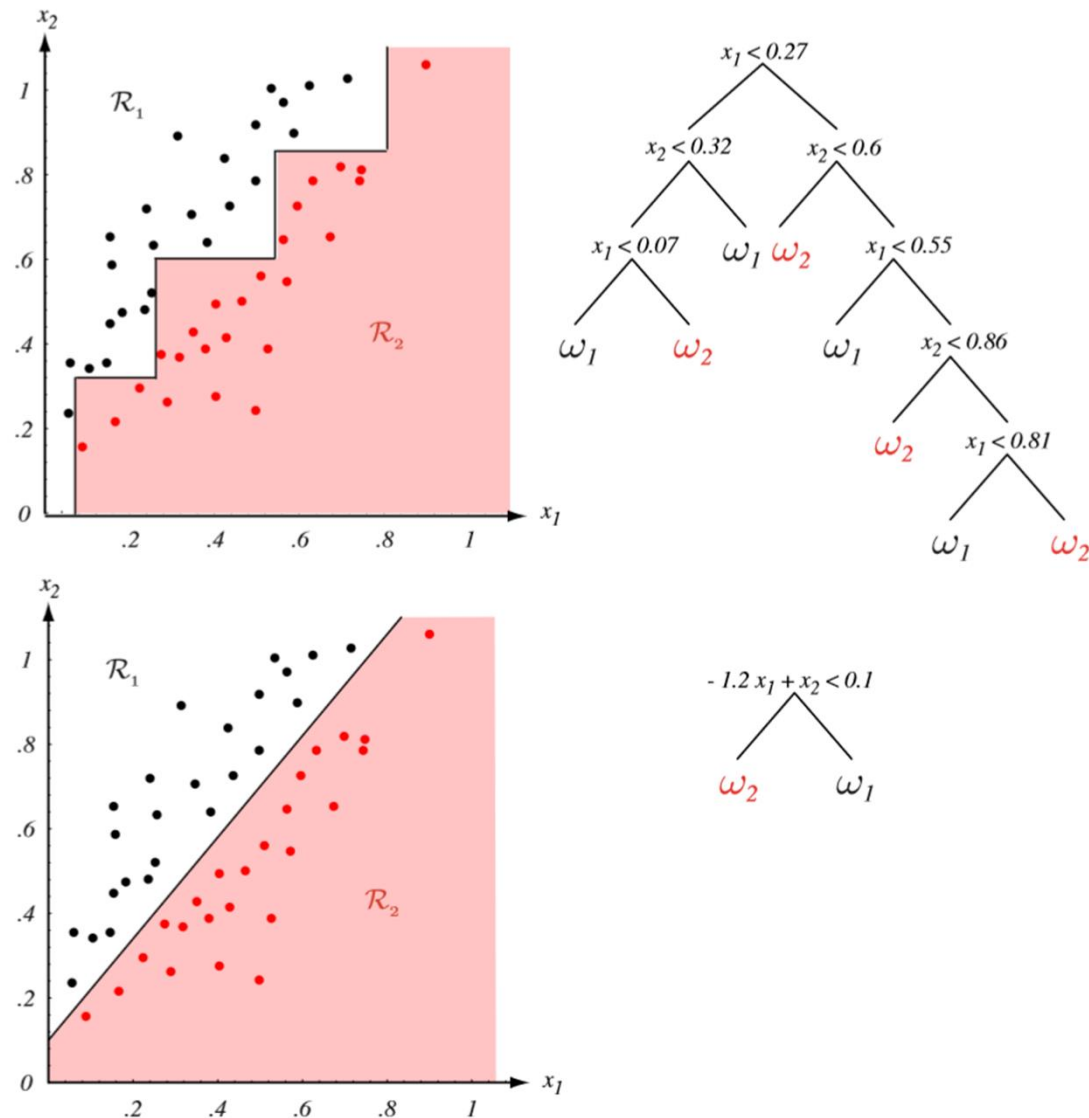 x₂
1
.8
.6
.4
.2
0
R₁
R₂
.2 .4 .6 .8 1
x₁
x₁ < 0.27
x₂ < 0.32 x₂ < 0.6
x₁ < 0.07 ω₁ ω₂ x₁ < 0.55
ω₁ ω₂ ω₁ x₂ < 0.86
ω₂ x₁ < 0.81
ω₁ ω₂
x₂
1
.8
.6
.4
.2
0
R₁
R₂
.2 .4 .6 .8 1
x₁
- 1.2 x₁ + x₂ < 0.1
ω₂ ω₁